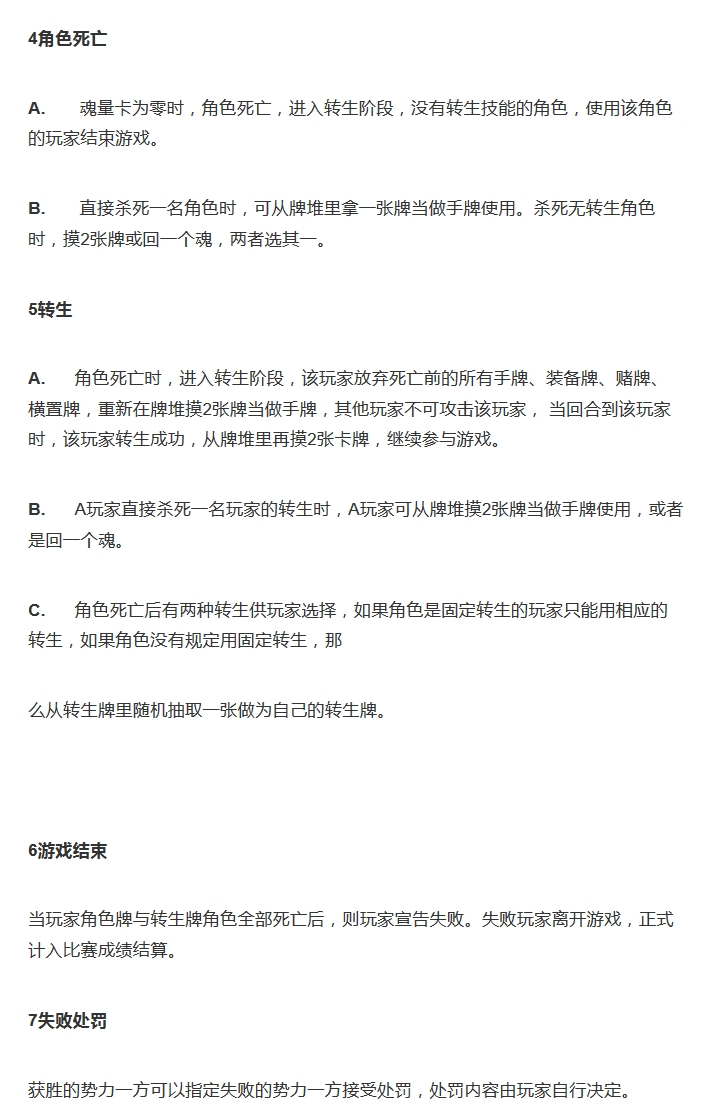 4角色死亡
A. 魂量卡为零时，角色死亡，进入转生阶段，没有转生技能的角色，使用该角色
的玩家结束游戏。
B. 直接杀死一名角色时，可从牌堆里拿一张牌当做手牌使用。杀死无转生角色
时，摸2张牌或回一个魂，两者选其一。
5转生
A. 角色死亡时，进入转生阶段，该玩家放弃死亡前的所有手牌、装备牌、赌牌、
横置牌，重新在牌堆摸2张牌当做手牌，其他玩家不可攻击该玩家， 当回合到该玩家
时，该玩家转生成功，从牌堆里再摸2张卡牌，继续参与游戏。
B. A玩家直接杀死一名玩家的转生时，A玩家可从牌堆摸2张牌当做手牌使用，或者
是回一个魂。
C. 角色死亡后有两种转生供玩家选择，如果角色是固定转生的玩家只能用相应的
转生，如果角色没有规定用固定转生，那
么从转生牌里随机抽取一张做为自己的转生牌。
6游戏结束
当玩家角色牌与转生牌角色全部死亡后，则玩家宣告失败。失败玩家离开游戏，正式
计入比赛成绩结算。
7失败处罚
获胜的势力一方可以指定失败的势力一方接受处罚，处罚内容由玩家自行决定。